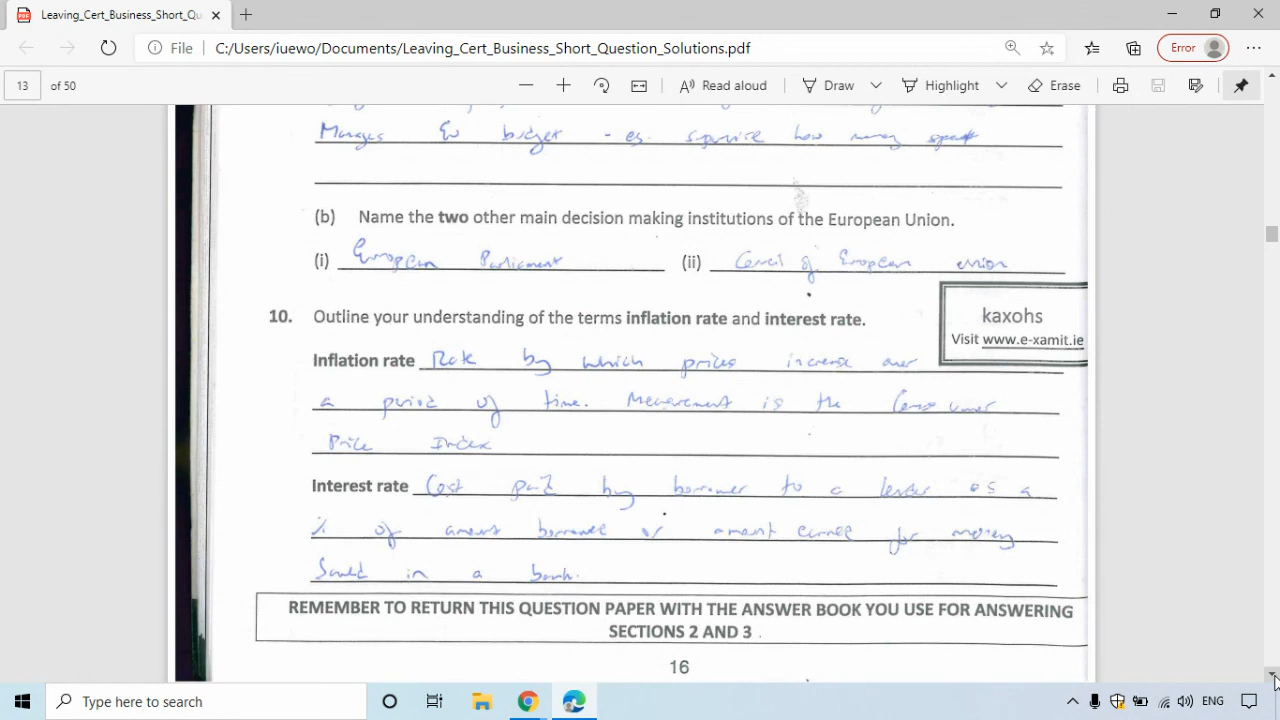 Leaving_Cert_Business_Short_Qu
File C:/Users/iuewo/Documents/Leaving_Cert_Business_Short_Question_Solutions.pdf Error
13 of 50 Read aloud Draw Highlight Erase
Manages EU budget - eg. supervise how money spent
(b) Name the two other main decision making institutions of the European Union.
(i) European Parliament (ii) Council of European union
10. Outline your understanding of the terms inflation rate and interest rate.
kaxohs
Visit www.e-xamit.ie
Inflation rate Rate by which prices increase over
a period of time. Measurement is the Consumer
Price Index
Interest rate Cost paid by borrower to a lender as a
% of amount borrowed or amount earned for money
Saved in a bank.
REMEMBER TO RETURN THIS QUESTION PAPER WITH THE ANSWER BOOK YOU USE FOR ANSWERING
SECTIONS 2 AND 3
16
Type here to search ENG